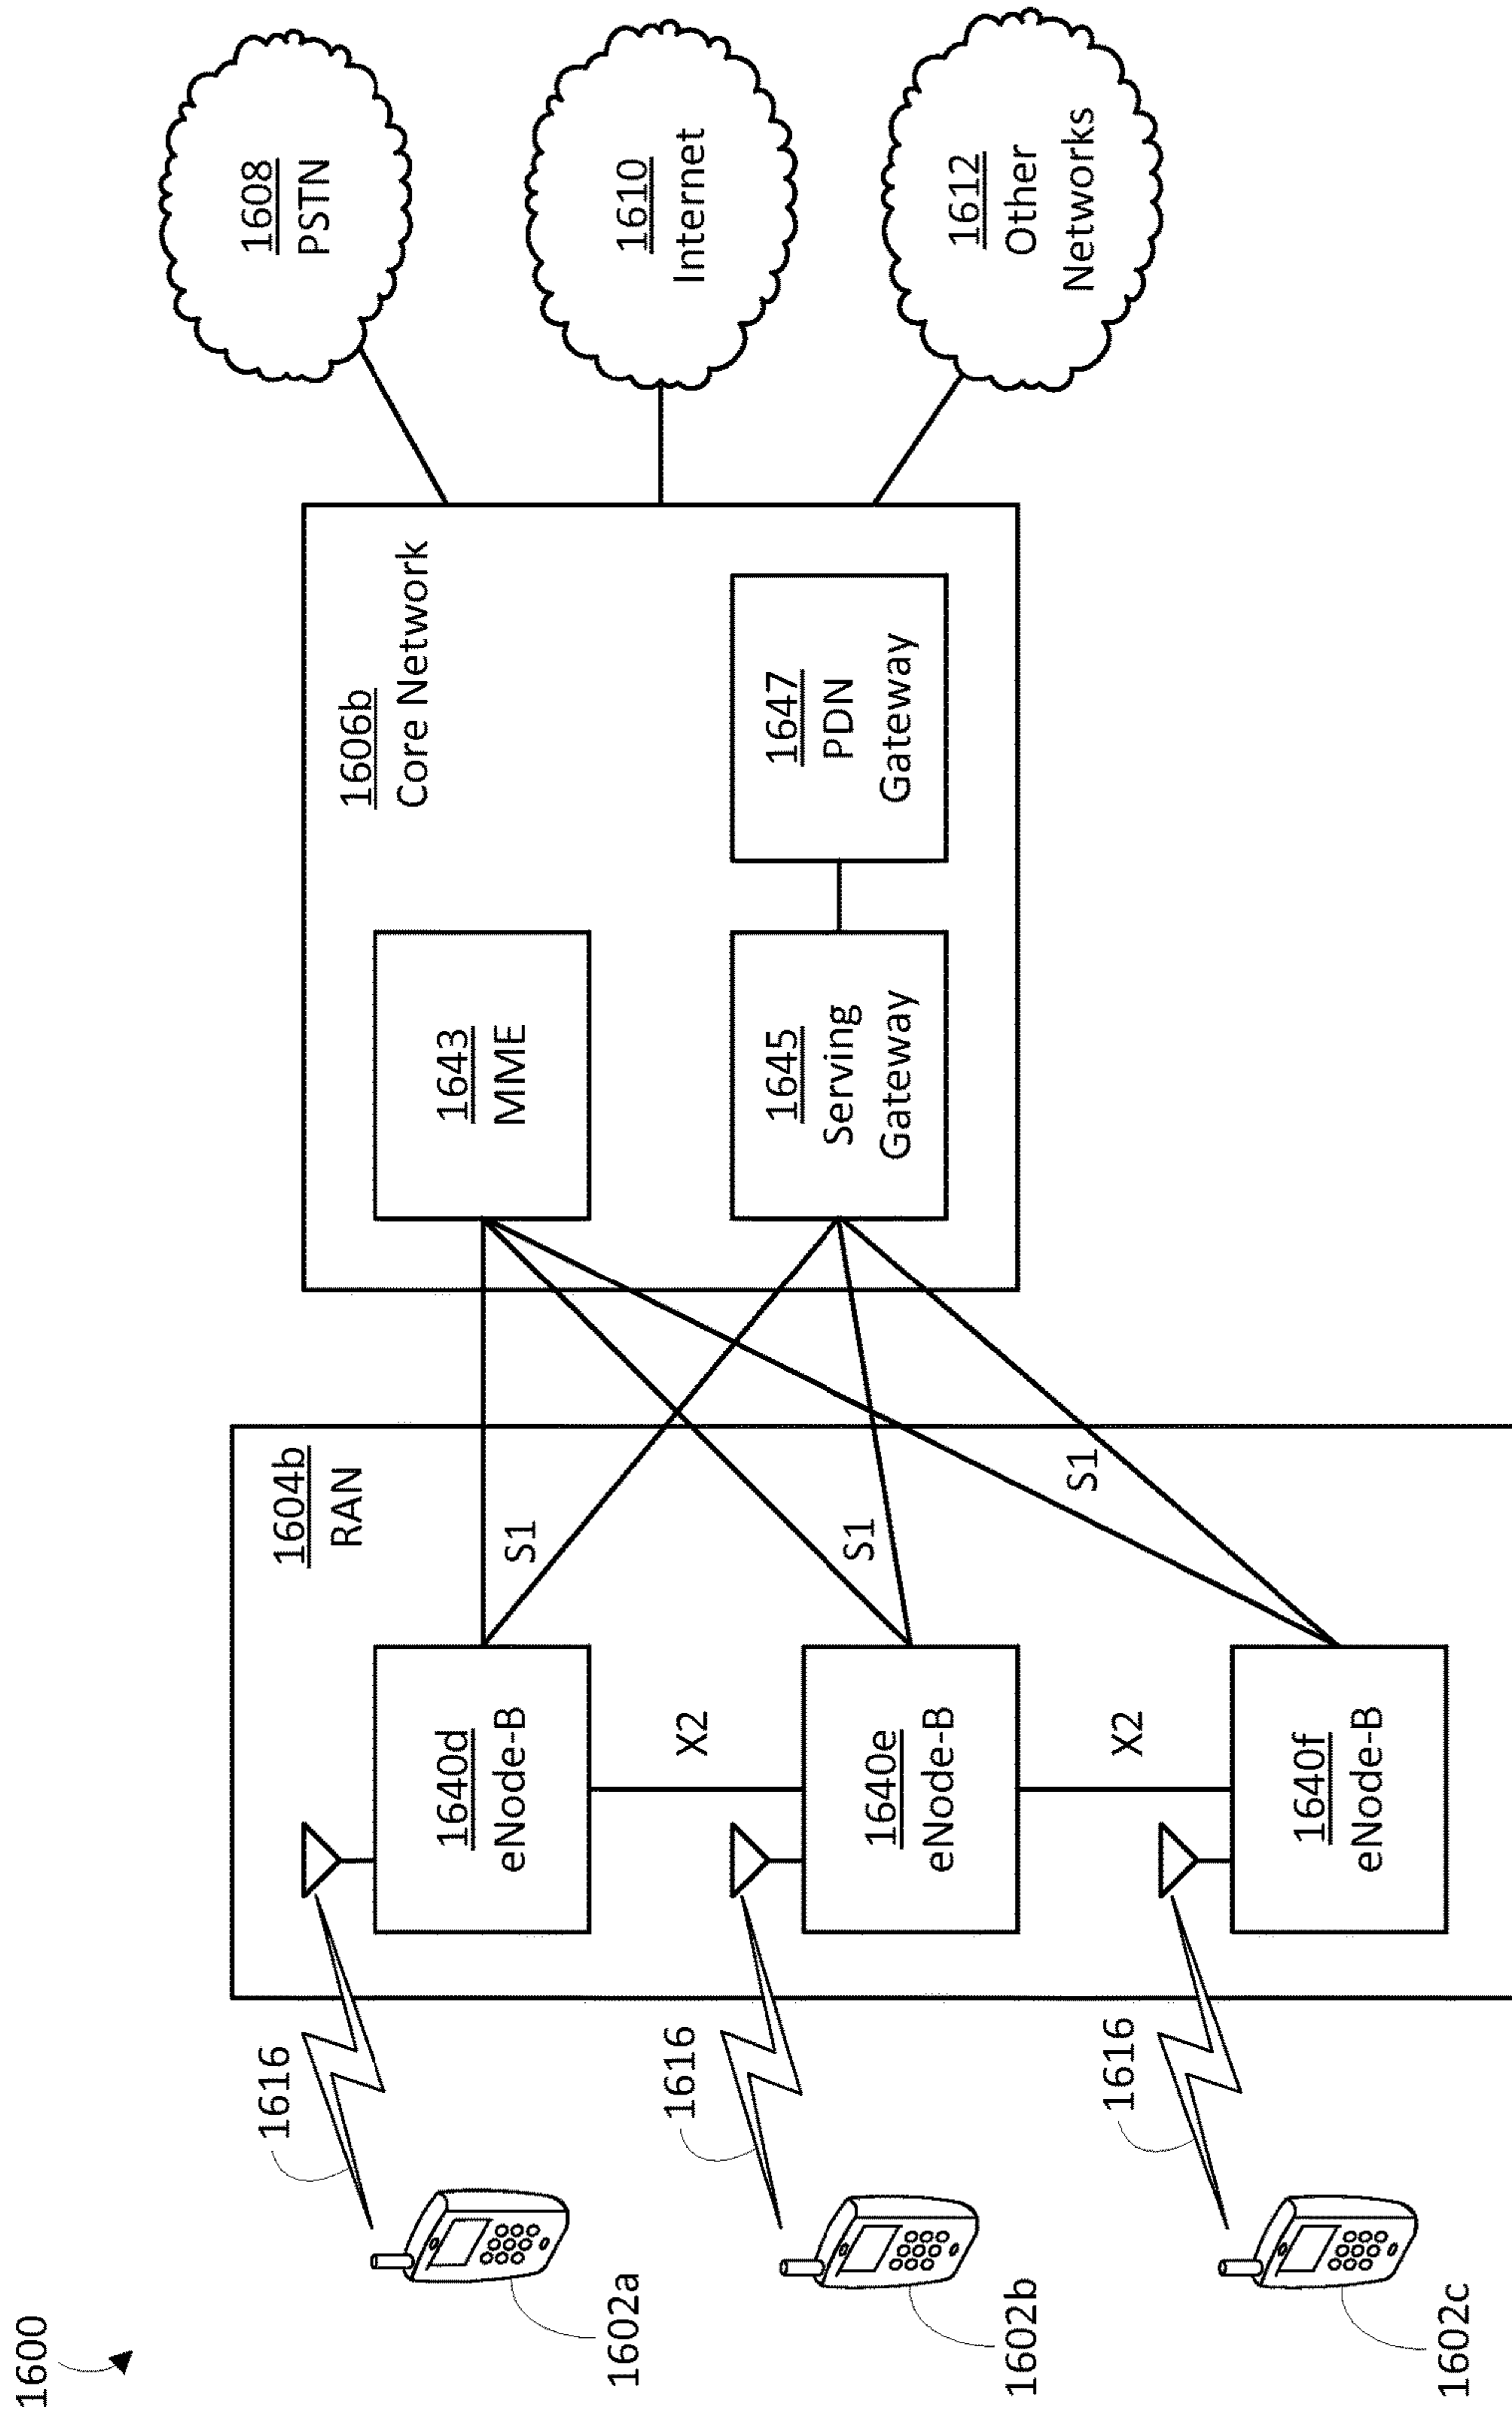 1600
1602a
1602b
1602c
1616
1616
1616
1604b
RAN
1640d
eNode-B
X2
1640e
eNode-B
X2
1640f
eNode-B
S1
S1
S1
1606b
Core Network
1643
MME
1645
Serving
Gateway
1647
PDN
Gateway
1608
PSTN
1610
Internet
1612
Other
Networks